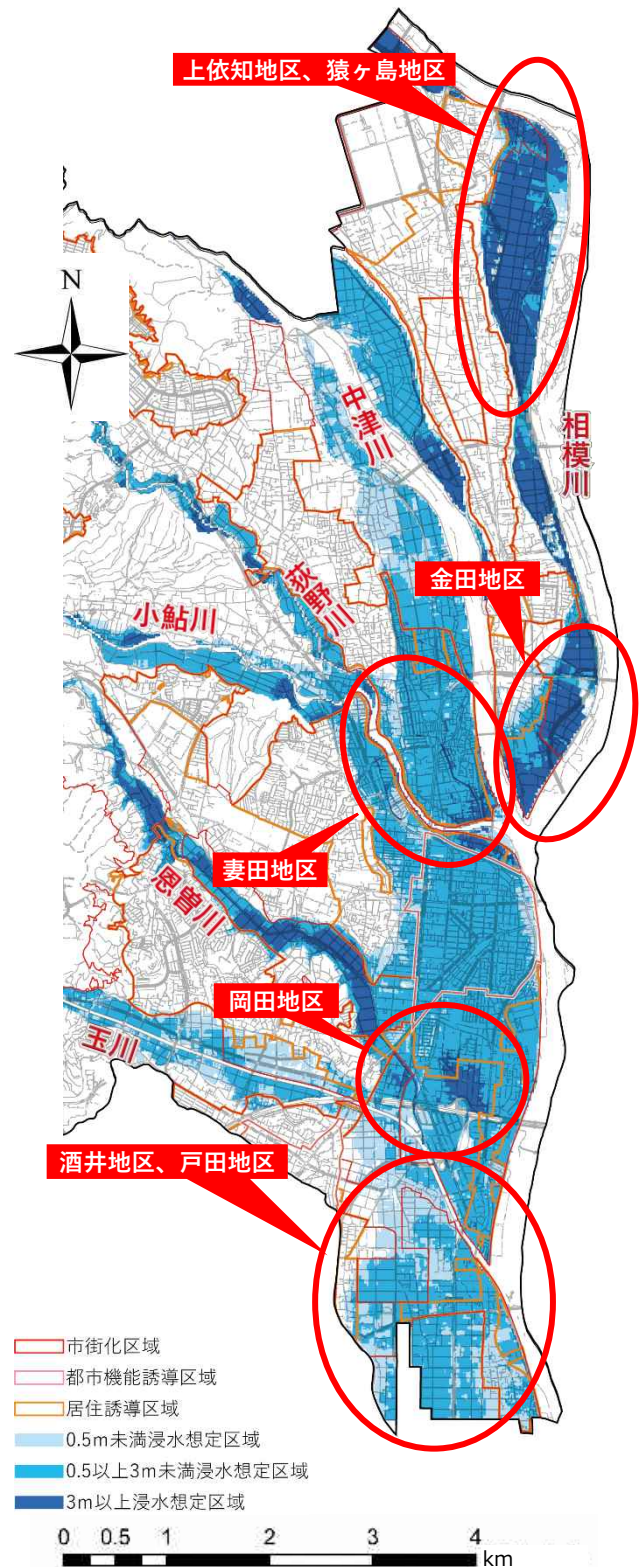 上依知地区、猿ヶ島地区
N
中津川
相模川
荻野川
金田地区
小鮎川
妻田地区
恩曽川
岡田地区
玉川
酒井地区、戸田地区
市街化区域
都市機能誘導区域
居住誘導区域
0.5m未満浸水想定区域
0.5以上3m未満浸水想定区域
3m以上浸水想定区域
0 0.5 1 2 3 4
km